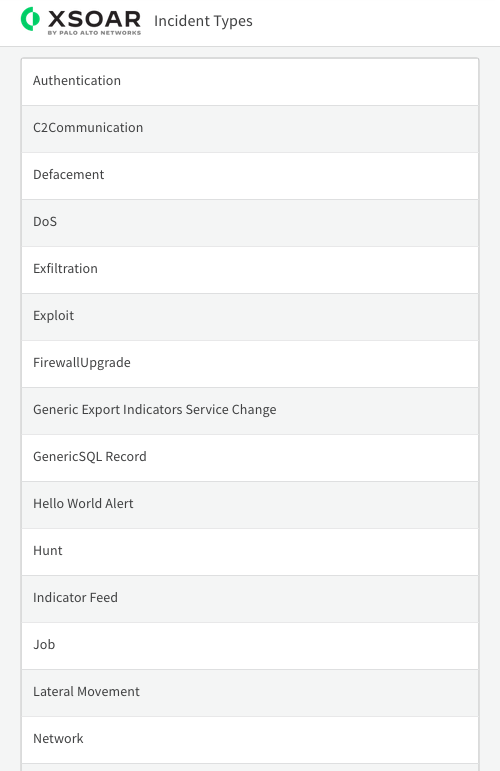 XSOAR
BY PALO ALTO NETWORKS
Incident Types
Authentication
C2Communication
Defacement
DoS
Exfiltration
Exploit
FirewallUpgrade
Generic Export Indicators Service Change
GenericSQL Record
Hello World Alert
Hunt
Indicator Feed
Job
Lateral Movement
Network